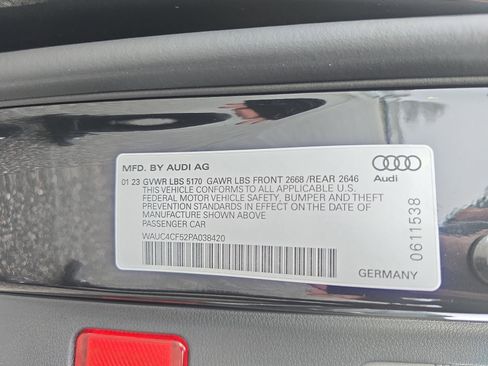 MFD. BY AUDI AG
01 23 GVWR LBS 5170 GAWR LBS FRONT 2668 /REAR 2646
THIS VEHICLE CONFORMS TO ALL APPLICABLE U.S.
FEDERAL MOTOR VEHICLE SAFETY, BUMPER AND THEFT
PREVENTION STANDARDS IN EFFECT ON THE DATE OF
MANUFACTURE SHOWN ABOVE
PASSENGER CAR
WAUC4CF52PA038420
Audi
0611538
GERMANY